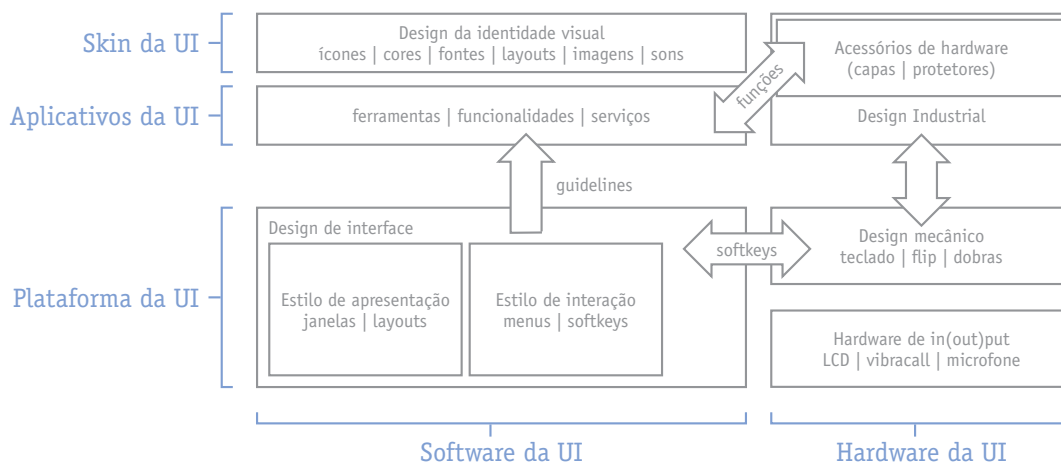 Skin da UI
Design da identidade visual
ícones | cores | fontes | layouts | imagens | sons
Acessórios de hardware
(capas | protetores)
funções
Aplicativos da UI
ferramentas | funcionalidades | serviços
Design Industrial
guidelines
Plataforma da UI
Design de interface
Estilo de apresentação
janelas | layouts
Estilo de interação
menus | softkeys
softkeys
Design mecânico
teclado | flip | dobras
Hardware de in(out)put
LCD | vibracall | microfone
Software da UI
Hardware da UI